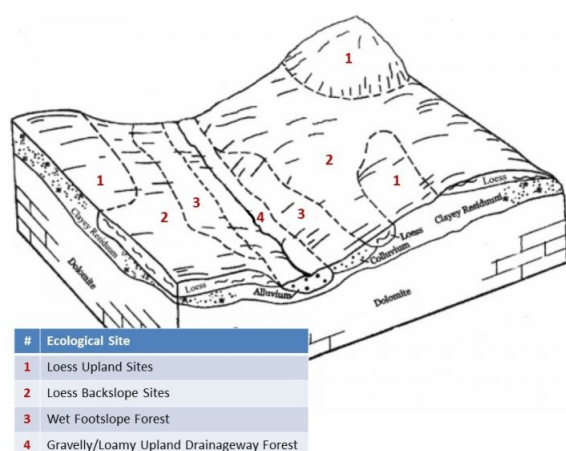 1
1
2
2
1
3
4
3
Loess
Loess
Clayey Residuum
Colluvium
Clayey Residuum
Loess
Dolomite
Alluvium
Dolomite
# Ecological Site
1 Loess Upland Sites
2 Loess Backslope Sites
3 Wet Footslope Forest
4 Gravelly/Loamy Upland Drainageway Forest